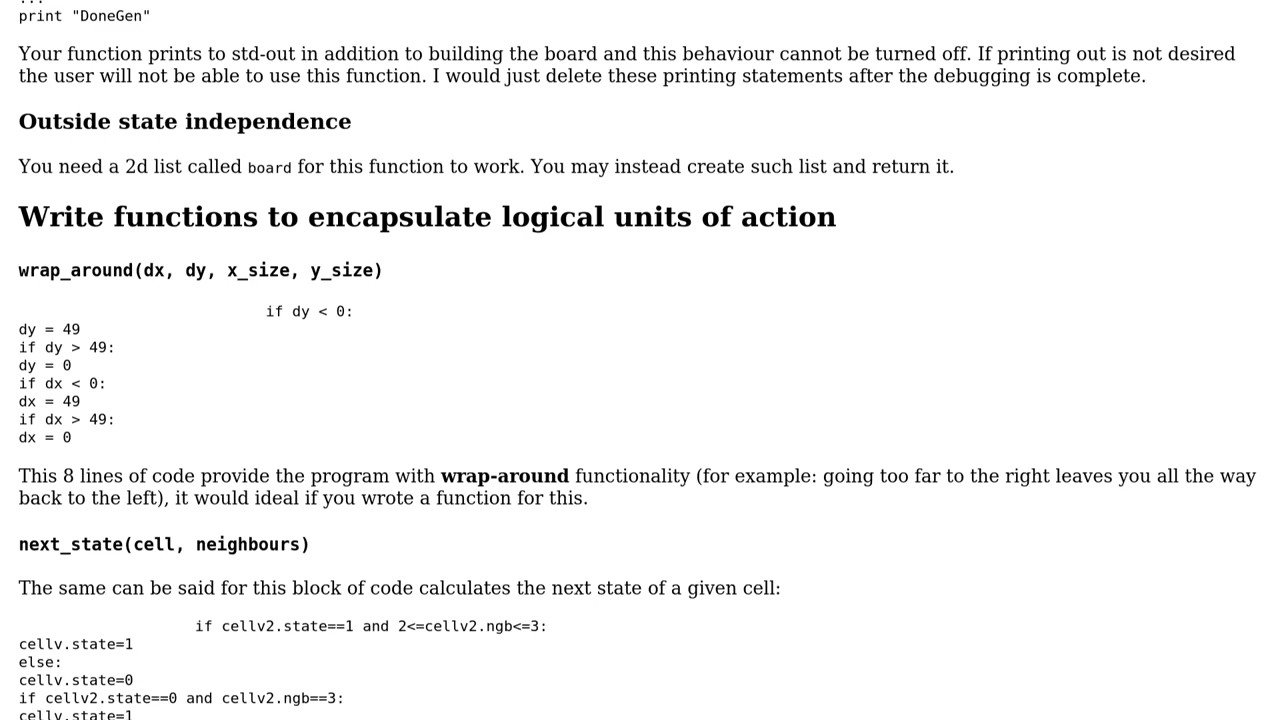 ...
print "DoneGen"
Your function prints to std-out in addition to building the board and this behaviour cannot be turned off. If printing out is not desired
the user will not be able to use this function. I would just delete these printing statements after the debugging is complete.
Outside state independence
You need a 2d list called board for this function to work. You may instead create such list and return it.
Write functions to encapsulate logical units of action
wrap_around(dx, dy, x_size, y_size)
if dy < 0:
dy = 49
if dy > 49:
dy = 0
if dx < 0:
dx = 49
if dx > 49:
dx = 0
This 8 lines of code provide the program with wrap-around functionality (for example: going too far to the right leaves you all the way
back to the left), it would ideal if you wrote a function for this.
next_state(cell, neighbours)
The same can be said for this block of code calculates the next state of a given cell:
if cellv2.state==1 and 2<=cellv2.ngb<=3:
cellv.state=1
else:
cellv.state=0
if cellv2.state==0 and cellv2.ngb==3:
cellv.state=1